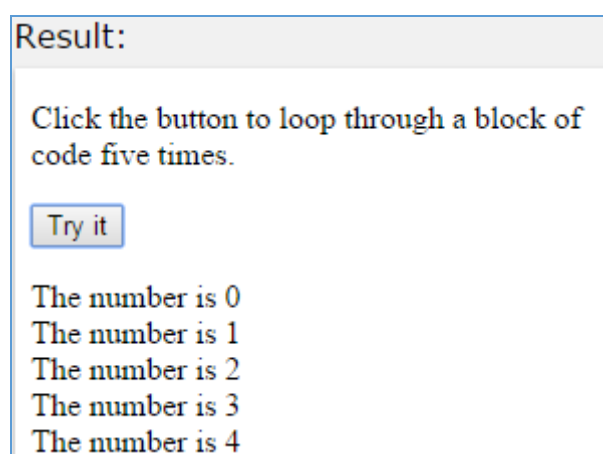 Result:
Click the button to loop through a block of
code five times.
Try it
The number is 0
The number is 1
The number is 2
The number is 3
The number is 4